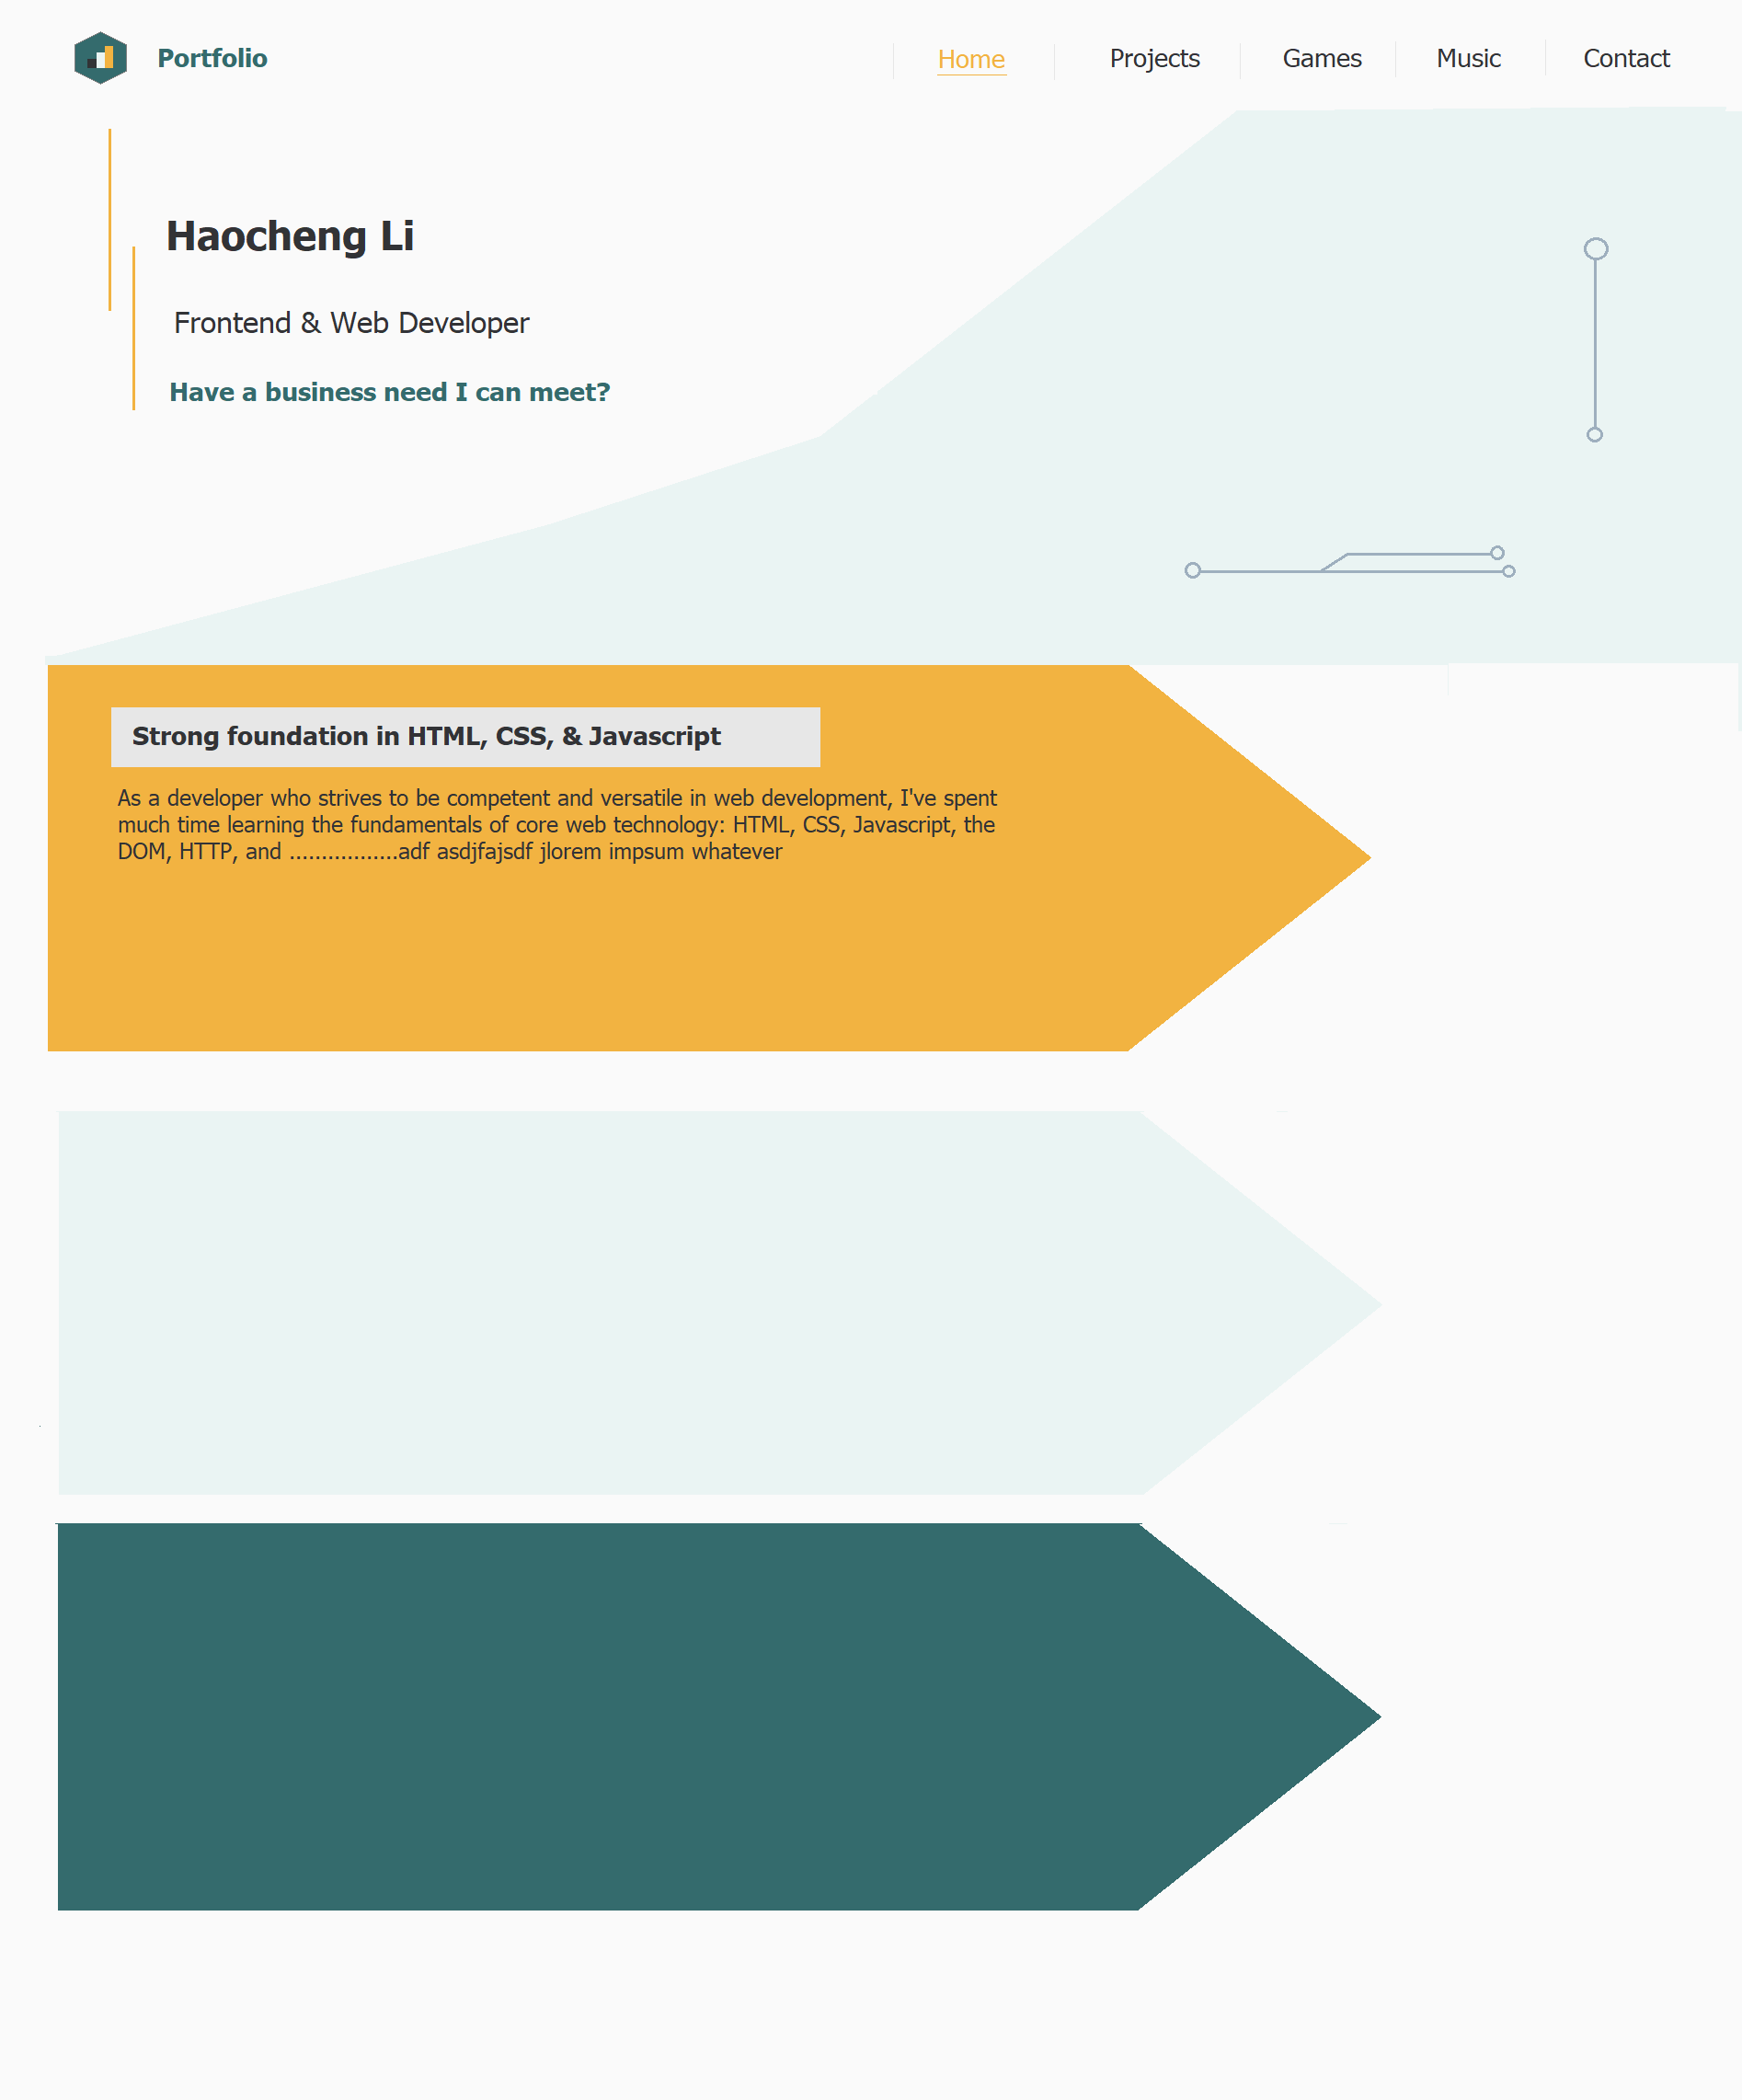 Portfolio
Home
Projects
Games
Music
Contact
Haocheng Li
Frontend & Web Developer
Have a business need I can meet?
Strong foundation in HTML, CSS, & Javascript
As a developer who strives to be competent and versatile in web development, I've spent
much time learning the fundamentals of core web technology: HTML, CSS, Javascript, the
DOM, HTTP, and .................adf asdjfajsdf jlorem impsum whatever